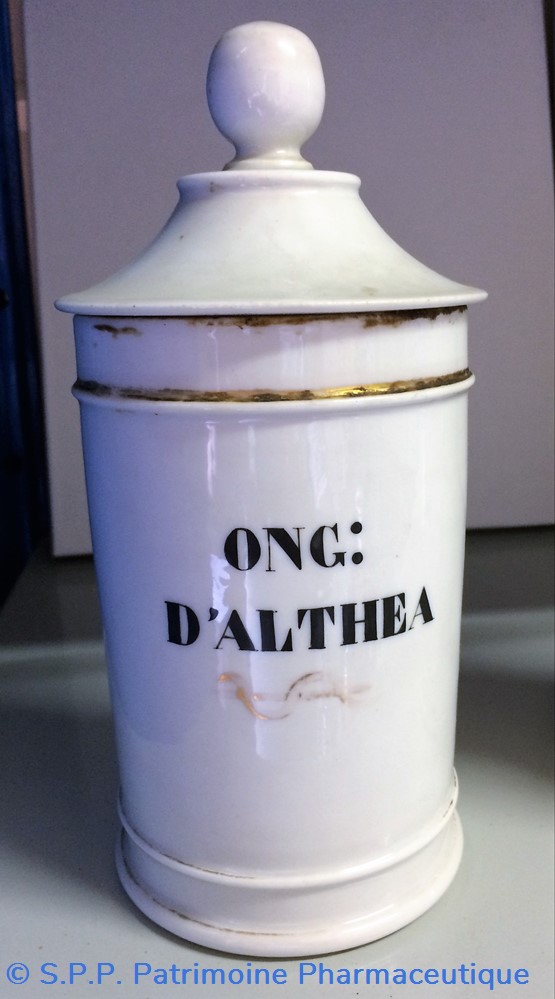 ONG:
D'ALTHEA
© S.P.P. Patrimoine Pharmaceutique